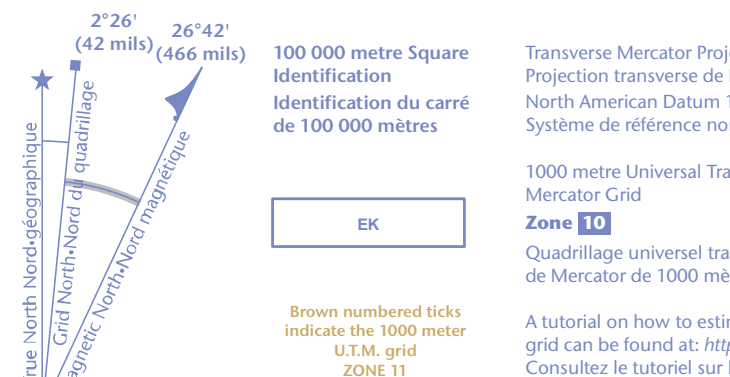 2°26'
(42 mils)
26°42'
(466 mils)
Nord•géographique
Grid North•Nord du quadrillage
North•Nord magnétique
100 000 metre Square
Identification
Identification du carré
de 100 000 mètres
EK
Brown numbered ticks
indicate the 1000 meter
U.T.M. grid
ZONE 11
Transverse Mercator
Projection transverse de
North American Datum
Système de référence
1000 metre Universal
Mercator Grid
Zone 10
Quadrillage universel
de Mercator de 1000
A tutorial on how to
grid can be found at:
Consultez le tutoriel sur